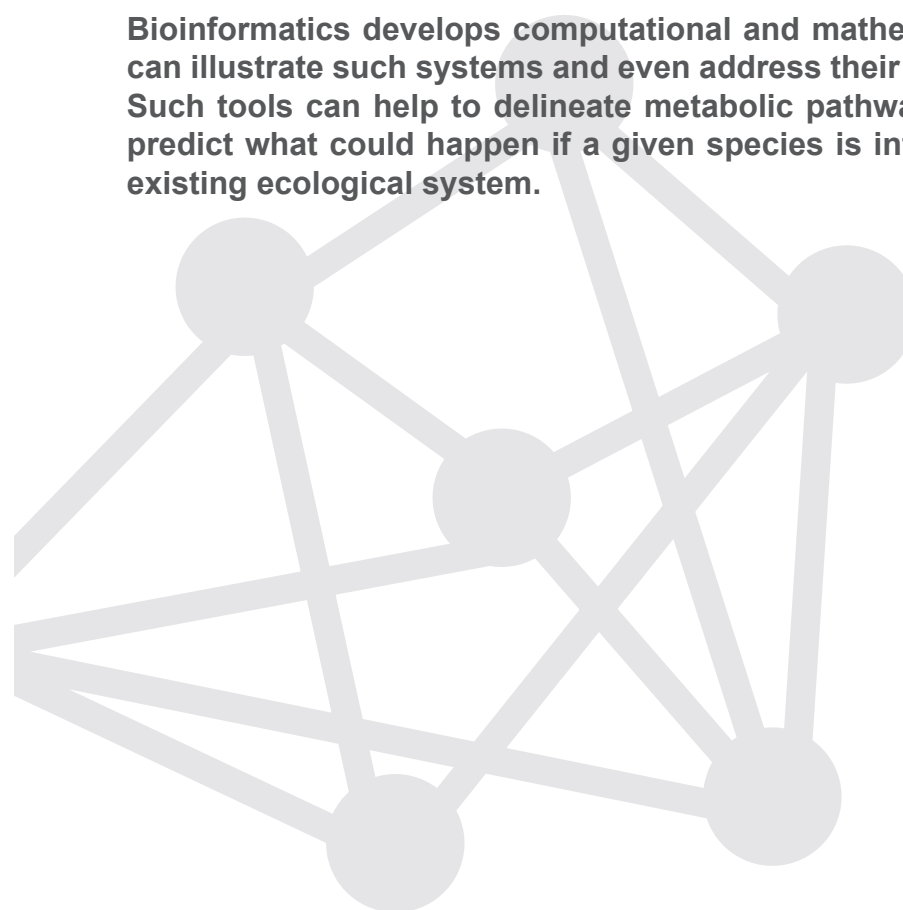 Bioinformatics develops computational and mathe
can illustrate such systems and even address their
Such tools can help to delineate metabolic pathwa
predict what could happen if a given species is in
existing ecological system.